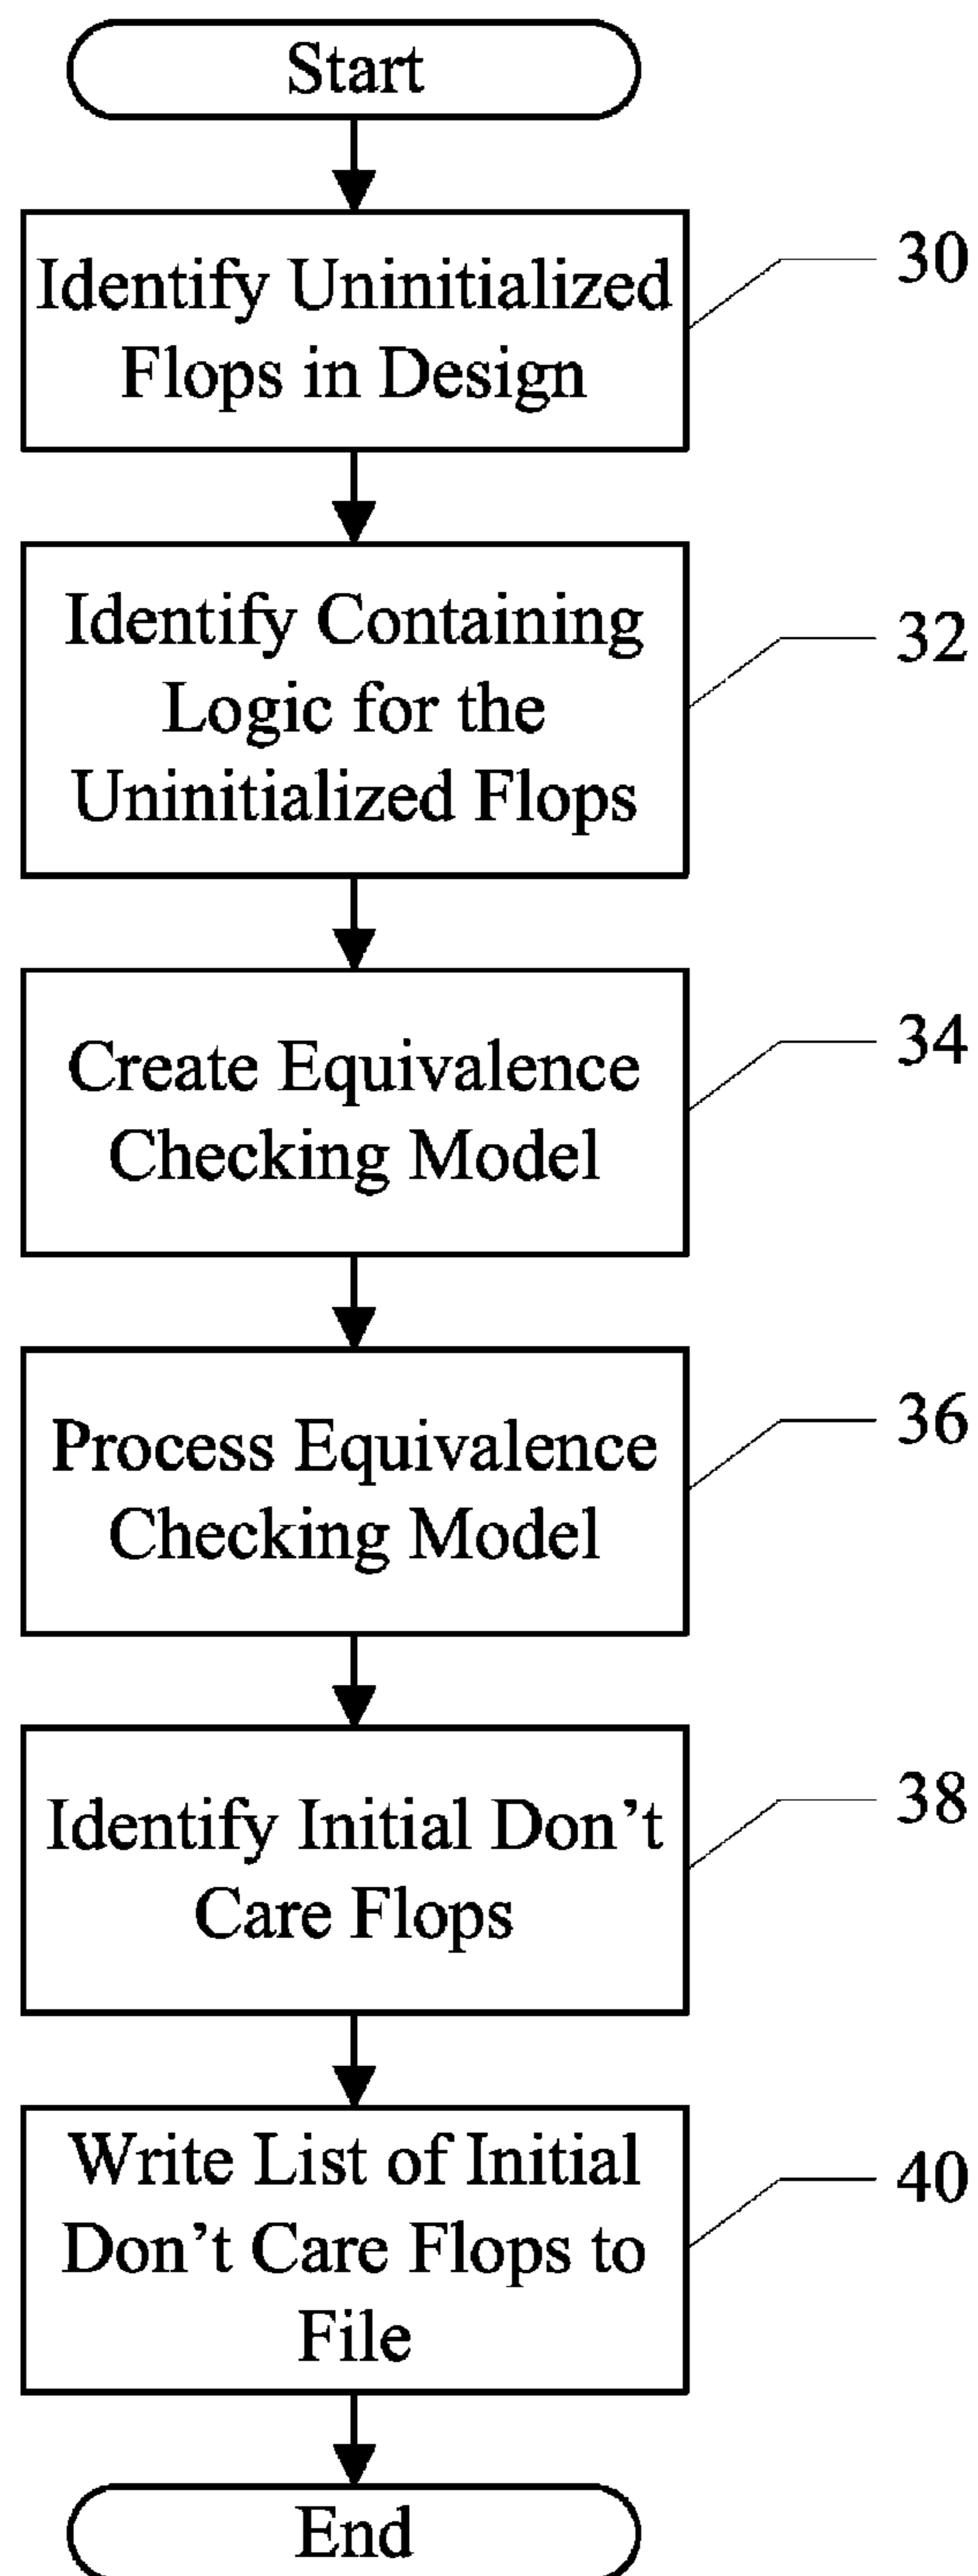 Start
Identify Uninitialized
Flops in Design
30
Identify Containing
Logic for the
Uninitialized Flops
32
Create Equivalence
Checking Model
34
Process Equivalence
Checking Model
36
Identify Initial Don’t
Care Flops
38
Write List of Initial
Don’t Care Flops to
File
40
End